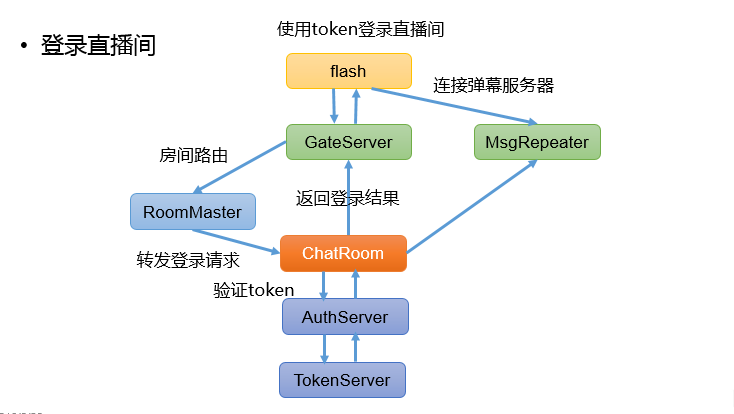 使用token登录直播间
• 登录直播间
flash
连接弹幕服务器
GateServer
MsgRepeater
房间路由
返回登录结果
RoomMaster
ChatRoom
转发登录请求
验证token
AuthServer
TokenServer